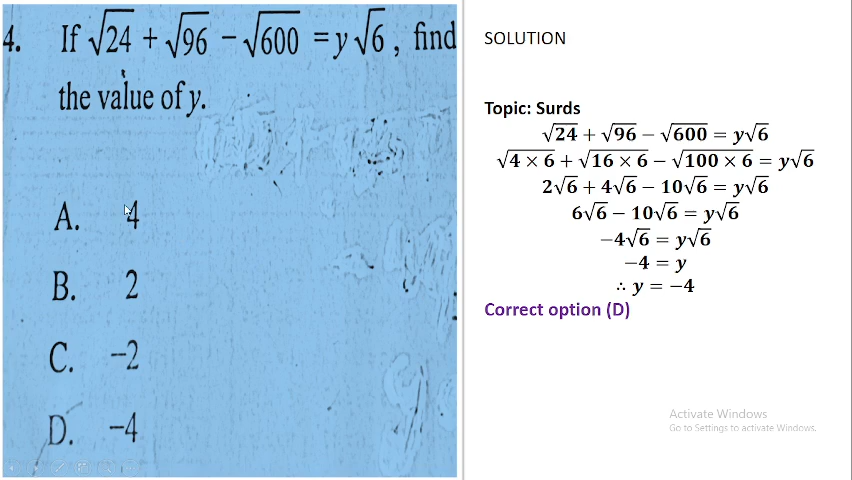 4. If √24 + √96 − √600 = y√6, find
the value of y.
A. 4
B. 2
C. −2
D. −4
SOLUTION
Topic: Surds
√24 + √96 − √600 = y√6
√4 × 6 + √16 × 6 − √100 × 6 = y√6
2√6 + 4√6 − 10√6 = y√6
6√6 − 10√6 = y√6
−4√6 = y√6
−4 = y
∴ y = −4
Correct option (D)
Activate Windows
Go to Settings to activate Windows.